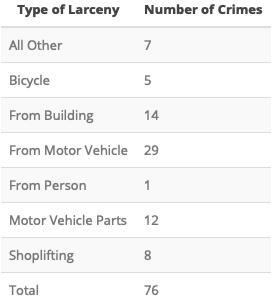 Type of Larceny Number of Crimes
All Other 7
Bicycle 5
From Building 14
From Motor Vehicle 29
From Person 1
Motor Vehicle Parts 12
Shoplifting 8
Total 76